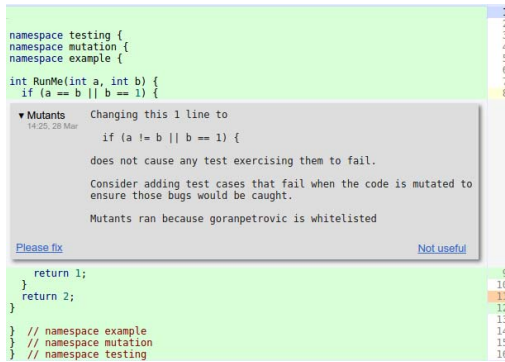 namespace testing {
namespace mutation {
namespace example {
int RunMe(int a, int b) {
if (a == b || b == 1) {
▾ Mutants
14:25, 28 Mar
Changing this 1 line to
if (a != b || b == 1) {
does not cause any test exercising them to fail.
Consider adding test cases that fail when the code is mutated to
ensure those bugs would be caught.
Mutants ran because goranpetrovic is whitelisted
Please fix
Not useful
return 1;
}
return 2;
}
} // namespace example
} // namespace mutation
} // namespace testing